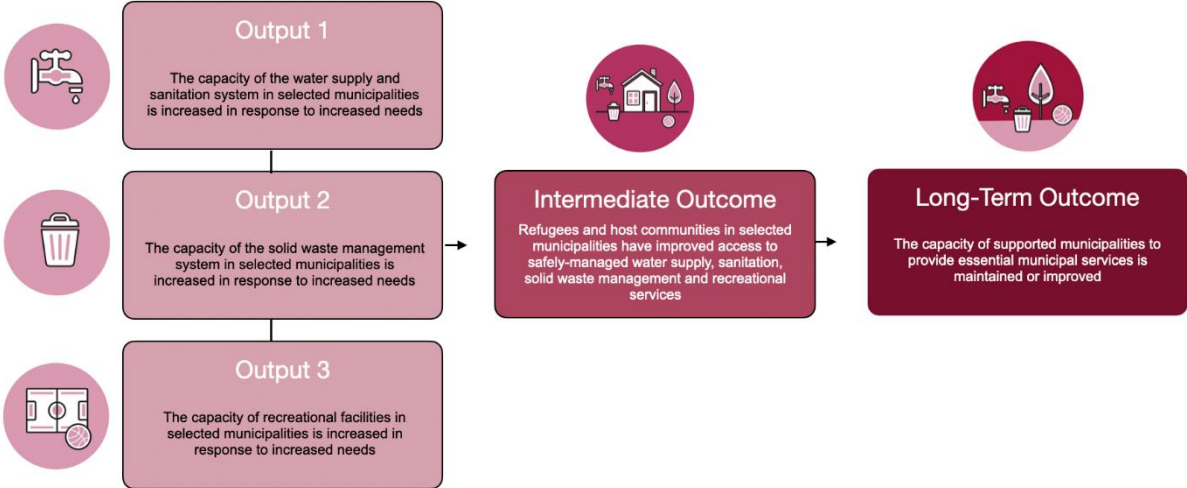 Output 1
The capacity of the water supply and
sanitation system in selected municipalities
is increased in response to increased needs
Output 2
The capacity of the solid waste management
system in selected municipalities is
increased in response to increased needs
Output 3
The capacity of recreational facilities in
selected municipalities is increased in
response to increased needs
Intermediate Outcome
Refugees and host communities in selected
municipalities have improved access to
safely-managed water supply, sanitation,
solid waste management and recreational
services
Long-Term Outcome
The capacity of supported municipalities to
provide essential municipal services is
maintained or improved